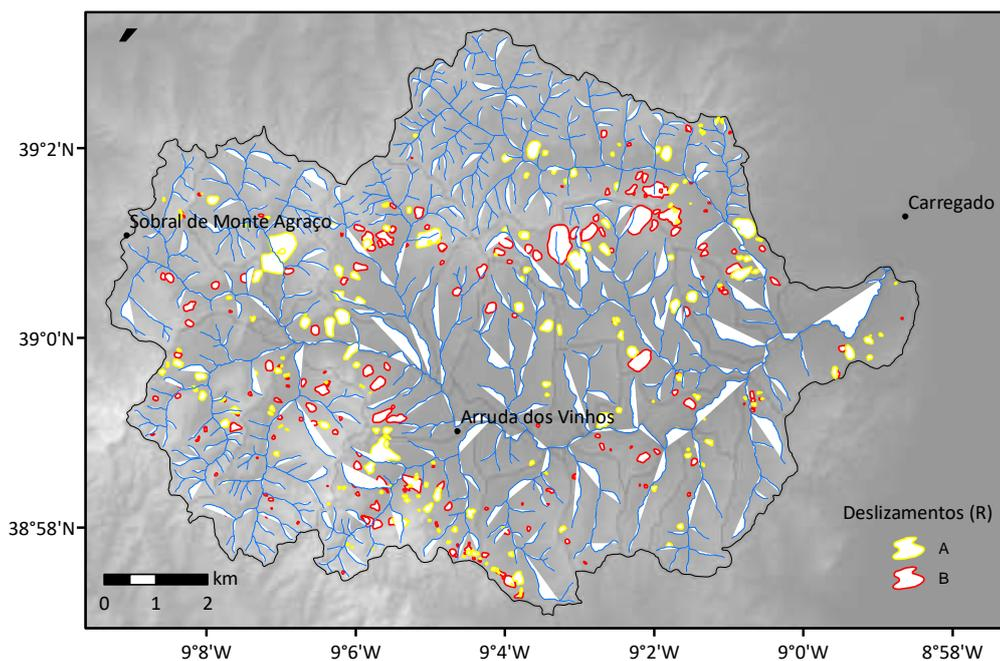 39°2'N
Carregado
Sobral de Monte Agraço
39°0'N
Arruda dos Vinhos
38°58'N
Deslizamentos (R)
A
B
km
0 1 2
9°8'W 9°6'W 9°4'W 9°2'W 9°0'W 8°58'W